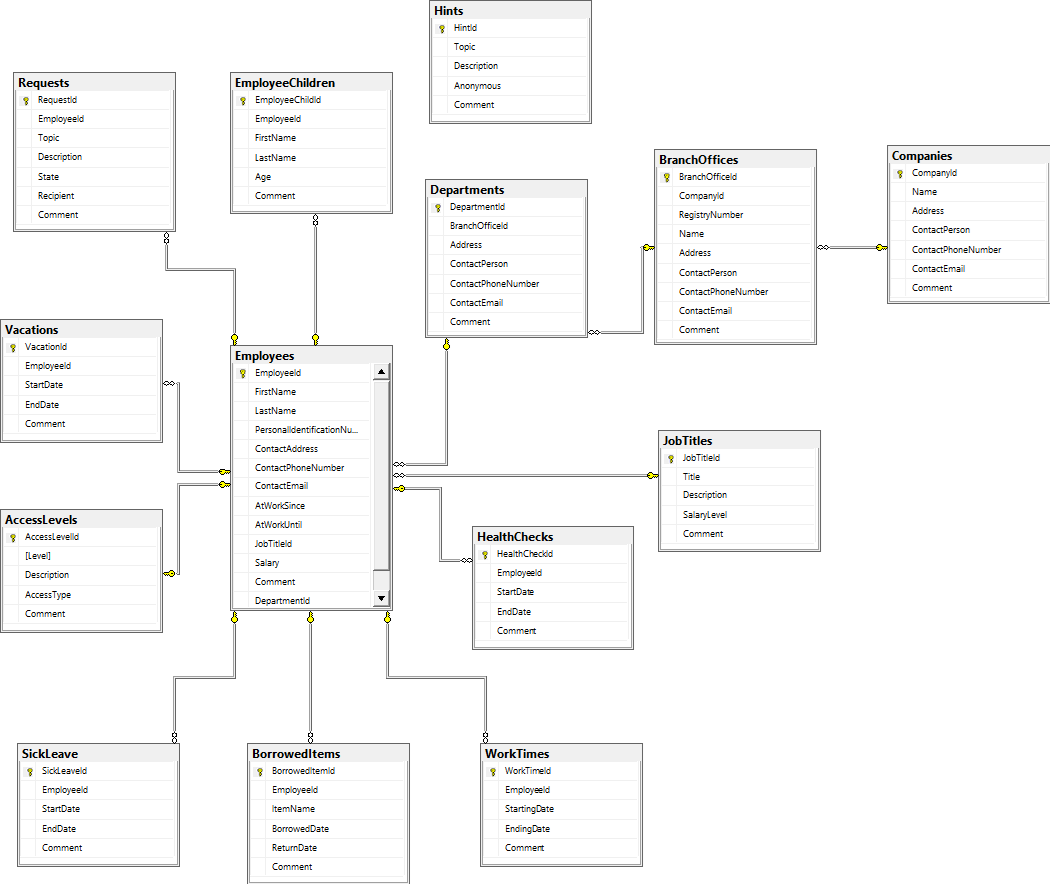 Hints
HintId
Topic
Description
Anonymous
Comment
Requests
RequestId
EmployeeId
Topic
Description
State
Recipient
Comment
EmployeeChildren
EmployeeChildId
EmployeeId
FirstName
LastName
Age
Comment
Departments
DepartmentId
BranchOfficeId
Address
ContactPerson
ContactPhoneNumber
ContactEmail
Comment
BranchOffices
BranchOfficeId
CompanyId
RegistryNumber
Name
Address
ContactPerson
ContactPhoneNumber
ContactEmail
Comment
Companies
CompanyId
Name
Address
ContactPerson
ContactPhoneNumber
ContactEmail
Comment
Vacations
VacationId
EmployeeId
StartDate
EndDate
Comment
Employees
EmployeeId
FirstName
LastName
PersonalIdentificationNu...
ContactAddress
ContactPhoneNumber
ContactEmail
AtWorkSince
AtWorkUntil
JobTitleId
Salary
Comment
DepartmentId
JobTitles
JobTitleId
Title
Description
SalaryLevel
Comment
AccessLevels
AccessLevelId
[Level]
Description
AccessType
Comment
HealthChecks
HealthCheckId
EmployeeId
StartDate
EndDate
Comment
SickLeave
SickLeaveId
EmployeeId
StartDate
EndDate
Comment
BorrowedItems
BorrowedItemId
EmployeeId
ItemName
BorrowedDate
ReturnDate
Comment
WorkTimes
WorkTimeId
EmployeeId
StartingDate
EndingDate
Comment